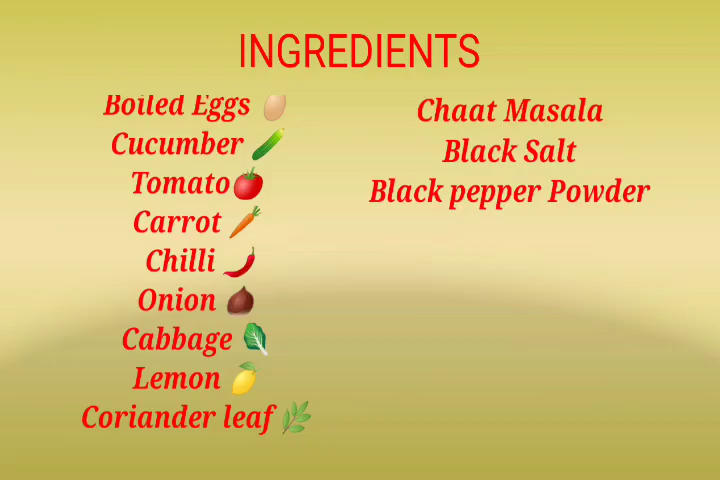 INGREDIENTS
Boiled Eggs 🥚
Cucumber 🥒
Tomato🍅
Carrot 🥕
Chilli 🌶
Onion 🌰
Cabbage 🥬
Lemon 🍋
Coriander leaf 🌿
Chaat Masala
Black Salt
Black pepper Powder